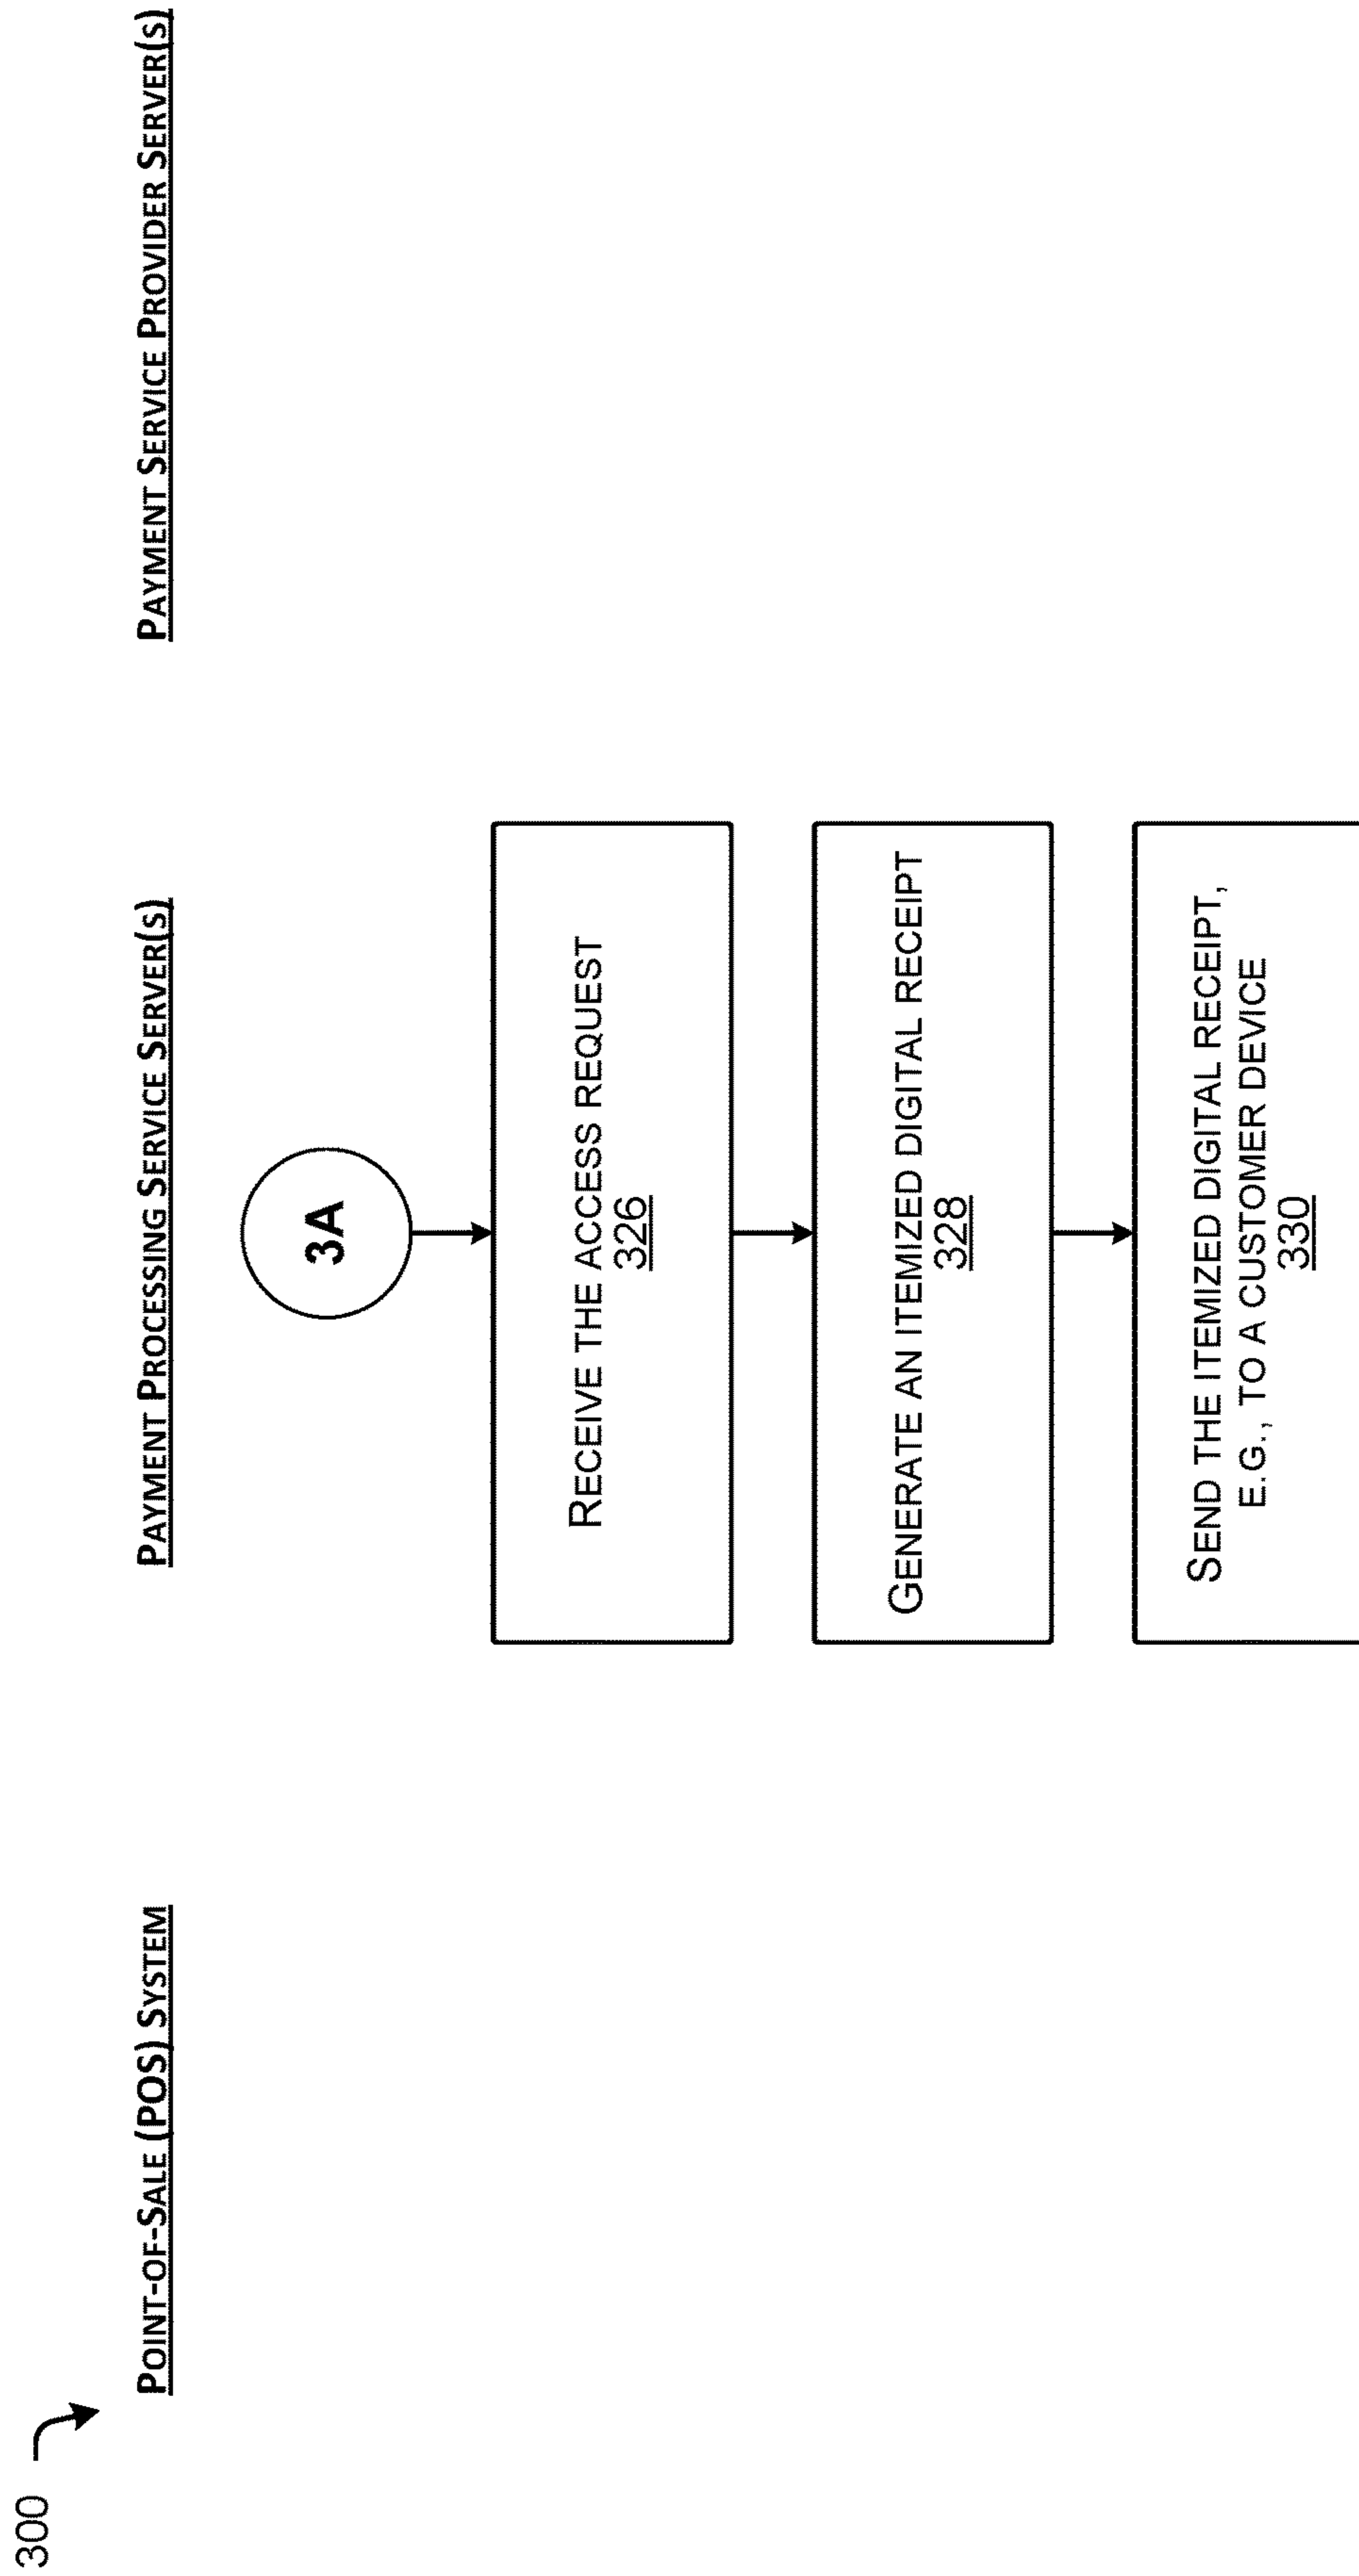 300
POINT-OF-SALE (POS) SYSTEM
PAYMENT PROCESSING SERVICE SERVER(S)
PAYMENT SERVICE PROVIDER SERVER(S)
3A
RECEIVE THE ACCESS REQUEST
326
GENERATE AN ITEMIZED DIGITAL RECEIPT
328
SEND THE ITEMIZED DIGITAL RECEIPT,
E.G., TO A CUSTOMER DEVICE
330